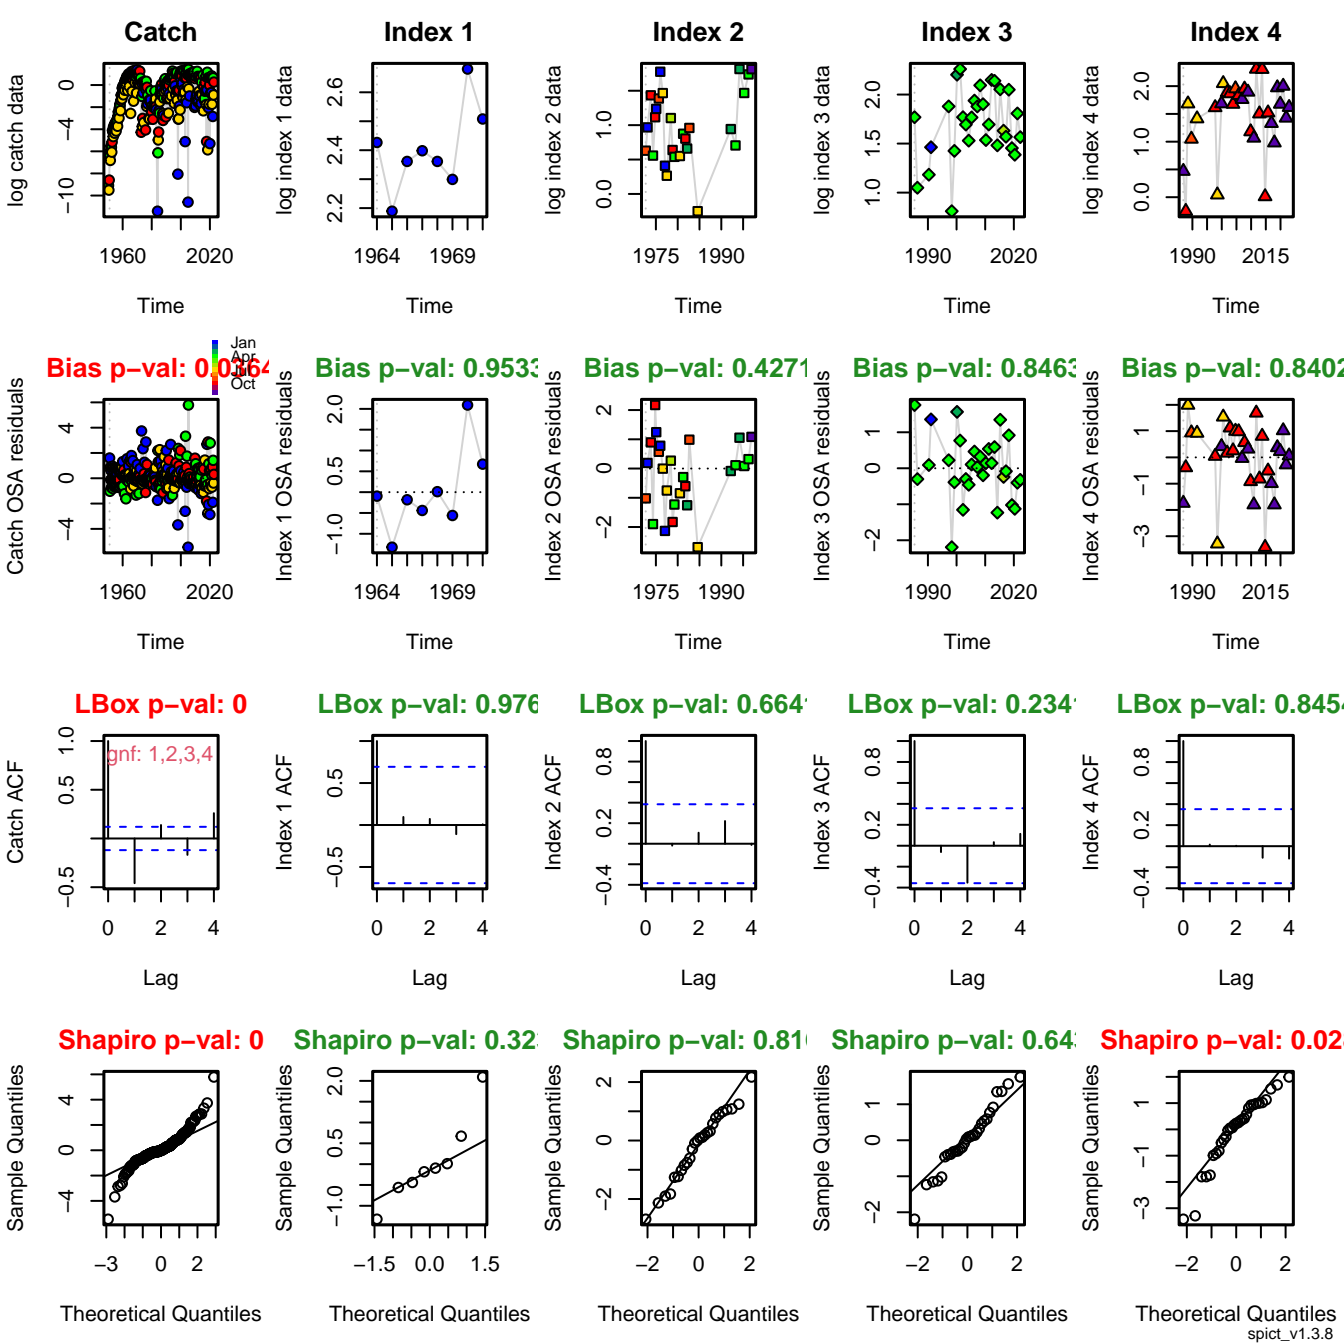 Catch Index 1 Index 2 Index 3 Index 4
log catch data 0 −4 −10 1960 2020 Time
log index 1 data 2.6 2.4 2.2 1964 1969 Time
log index 2 data 1.0 0.0 1975 1990 Time
log index 3 data 2.0 1.5 1.0 1990 2020 Time
log index 4 data 2.0 1.0 0.0 1990 2015 Time
Jan
Apr
Jul
Oct
Bias p−val: 0.0364 Bias p−val: 0.9533 Bias p−val: 0.4271 Bias p−val: 0.8463 Bias p−val: 0.8402
Catch OSA residuals 4 0 −4 1960 2020 Time
Index 1 OSA residuals 2.0 0.5 −1.0 1964 1969 Time
Index 2 OSA residuals 2 0 −2 1975 1990 Time
Index 3 OSA residuals 1 0 −2 1990 2020 Time
Index 4 OSA residuals 1 −1 −3 1990 2015 Time
LBox p−val: 0 LBox p−val: 0.976 LBox p−val: 0.664 LBox p−val: 0.234 LBox p−val: 0.845
gnf: 1,2,3,4
Catch ACF 1.0 0.5 −0.5 0 2 4 Lag
Index 1 ACF 0.5 −0.5 0 2 4 Lag
Index 2 ACF 0.8 0.2 −0.4 0 2 4 Lag
Index 3 ACF 0.8 0.2 −0.4 0 2 4 Lag
Index 4 ACF 0.8 0.2 −0.4 0 2 4 Lag
Shapiro p−val: 0 Shapiro p−val: 0.32 Shapiro p−val: 0.81 Shapiro p−val: 0.64 Shapiro p−val: 0.02
Sample Quantiles 4 0 −4 −3 0 2 Theoretical Quantiles
Sample Quantiles 2.0 0.5 −1.0 −1.5 0.0 1.5 Theoretical Quantiles
Sample Quantiles 2 0 −2 −2 0 2 Theoretical Quantiles
Sample Quantiles 1 0 −2 −2 0 2 Theoretical Quantiles
Sample Quantiles 1 −1 −3 −2 0 2 Theoretical Quantiles
spict_v1.3.8